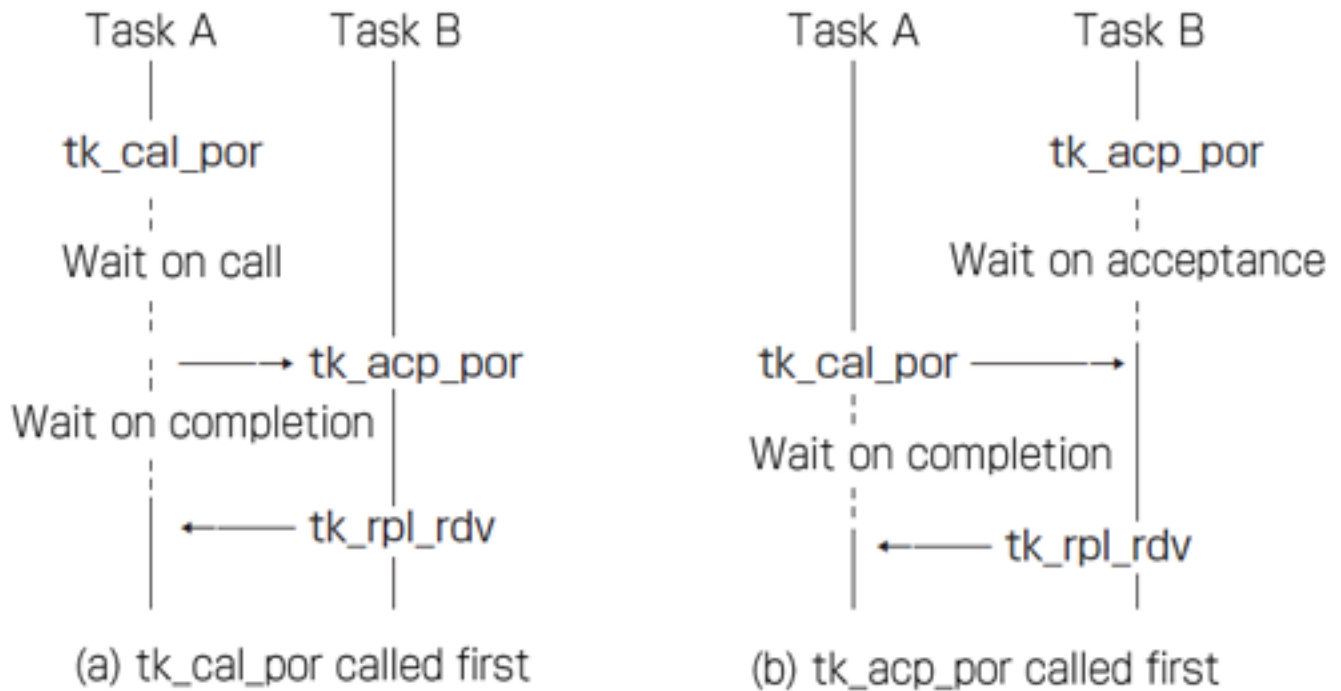 Task A Task B
tk_cal_por
Wait on call
tk_acp_por
Wait on completion
tk_rpl_rdv
(a) tk_cal_por called first
Task A Task B
tk_acp_por
Wait on acceptance
tk_cal_por
Wait on completion
tk_rpl_rdv
(b) tk_acp_por called first